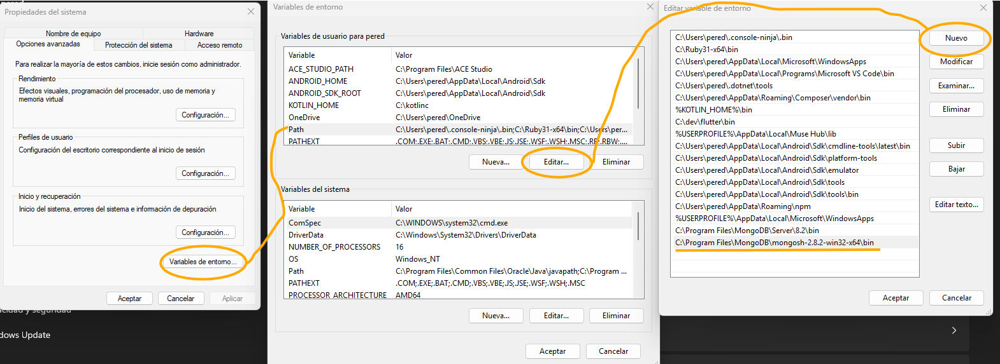 Propiedades del sistema
Nombre de equipo
Hardware
Opciones avanzadas
Protección del sistema
Acceso remoto
Para realizar la mayoría de estos cambios, inicie sesión como administrador.
Rendimiento
Efectos visuales, programación del procesador, uso de memoria y
memoria virtual
Configuración...
Perfiles de usuario
Configuración del escritorio correspondiente al inicio de sesión
Configuración...
Inicio y recuperación
Inicio del sistema, errores del sistema e información de depuración
Configuración...
Variables de entorno...
Aceptar
Cancelar
Aplicar
dows Update
Variables de entorno
Variables de usuario para pered
Variable Valor
ACE_STUDIO_PATH C:\Program Files\ACE Studio
ANDROID_HOME C:\Users\pered\AppData\Local\Android\Sdk
ANDROID_SDK_ROOT C:\Users\pered\AppData\Local\Android\Sdk
KOTLIN_HOME C:\kotlinc
OneDrive C:\Users\pered\OneDrive
Path C:\Users\pered\.console-ninja\.bin;C:\Ruby31-x64\bin;C:\Users\per...
PATHEXT .COM;.EXE;.BAT;.CMD;.VBS;.VBE;.JS;.JSE;.WSF;.WSH;.MSC;.RB;.RBW;....
Nueva...
Editar...
Eliminar
Variables del sistema
Variable Valor
ComSpec C:\WINDOWS\system32\cmd.exe
DriverData C:\Windows\System32\Drivers\DriverData
NUMBER_OF_PROCESSORS 16
OS Windows_NT
Path C:\Program Files\Common Files\Oracle\Java\javapath;C:\Program ...
PATHEXT .COM;.EXE;.BAT;.CMD;.VBS;.VBE;.JS;.JSE;.WSF;.WSH;.MSC
PROCESSOR_ARCHITECTURE AMD64
Nueva...
Editar...
Eliminar
Aceptar
Cancelar
Editar variable de entorno
C:\Users\pered\.console-ninja\.bin
C:\Ruby31-x64\bin
C:\Users\pered\AppData\Local\Microsoft\WindowsApps
C:\Users\pered\AppData\Local\Programs\Microsoft VS Code\bin
C:\Users\pered\.dotnet\tools
C:\Users\pered\AppData\Roaming\Composer\vendor\bin
%KOTLIN_HOME%\bin
C:\dev\flutter\bin
%USERPROFILE%\AppData\Local\Muse Hub\lib
C:\Users\pered\AppData\Local\Android\Sdk\cmdline-tools\latest\bin
C:\Users\pered\AppData\Local\Android\Sdk\platform-tools
C:\Users\pered\AppData\Local\Android\Sdk\emulator
C:\Users\pered\AppData\Local\Android\Sdk\tools
C:\Users\pered\AppData\Local\Android\Sdk\tools\bin
C:\Users\pered\AppData\Roaming\npm
%USERPROFILE%\AppData\Local\Microsoft\WindowsApps
C:\Program Files\MongoDB\Server\8.2\bin
C:\Program Files\MongoDB\mongosh-2.8.2-win32-x64\bin
Nuevo
Modificar
Examinar...
Eliminar
Subir
Bajar
Editar texto...
Aceptar
Cancelar